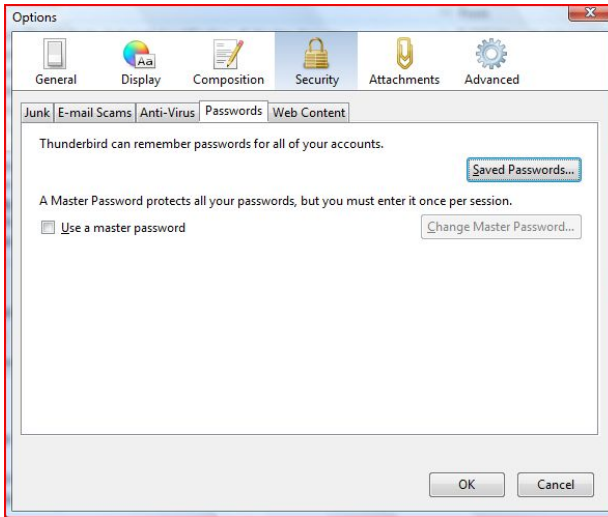 Options
Aa
General Display Composition Security Attachments Advanced
Junk E-mail Scams Anti-Virus Passwords Web Content
Thunderbird can remember passwords for all of your accounts.
Saved Passwords...
A Master Password protects all your passwords, but you must enter it once per session.
Use a master password Change Master Password...
OK Cancel